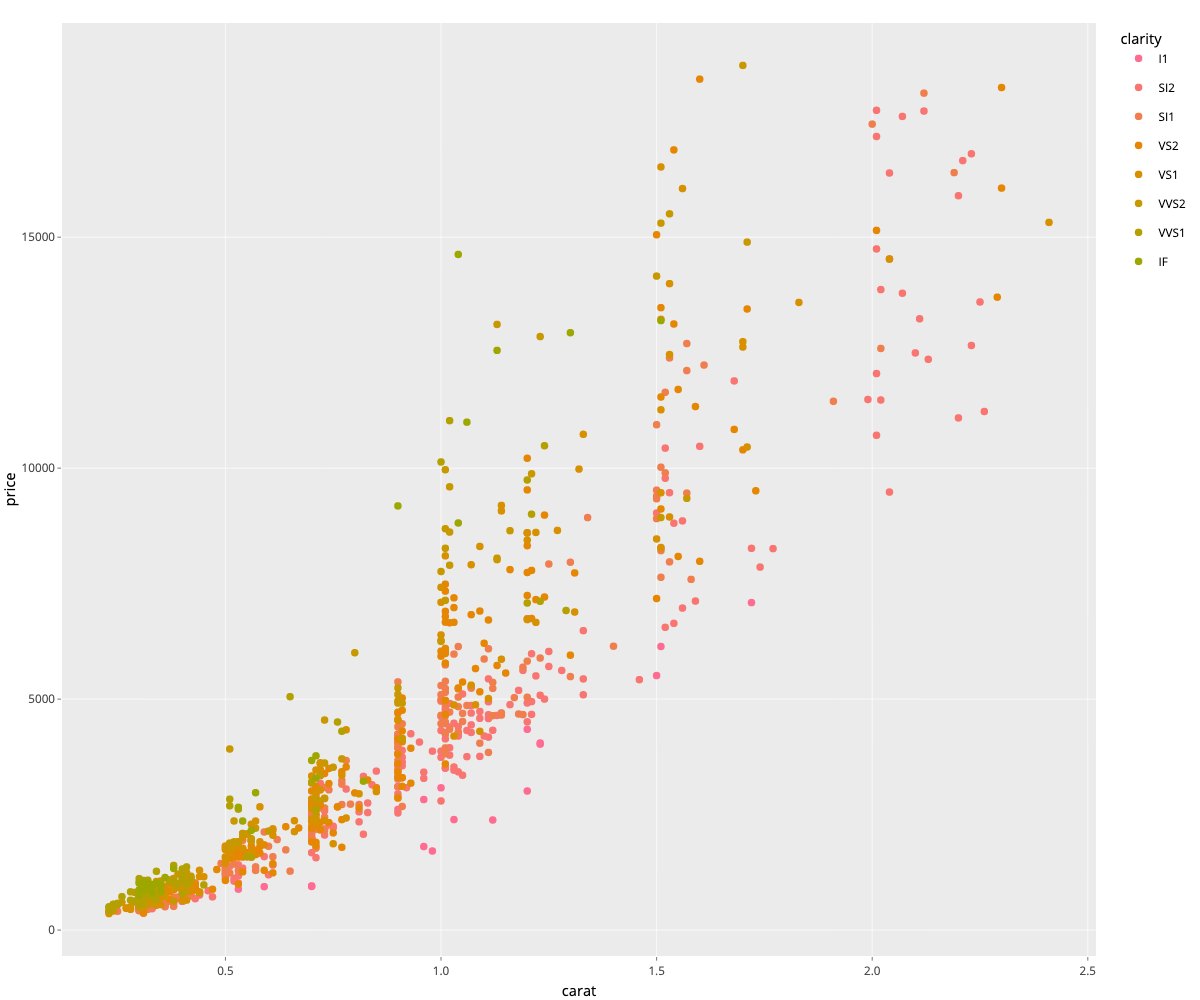 clarity
I1
SI2
SI1
VS2
VS1
VVS2
VVS1
IF
15000
10000
5000
0
price
0.5 1.0 1.5 2.0 2.5
carat